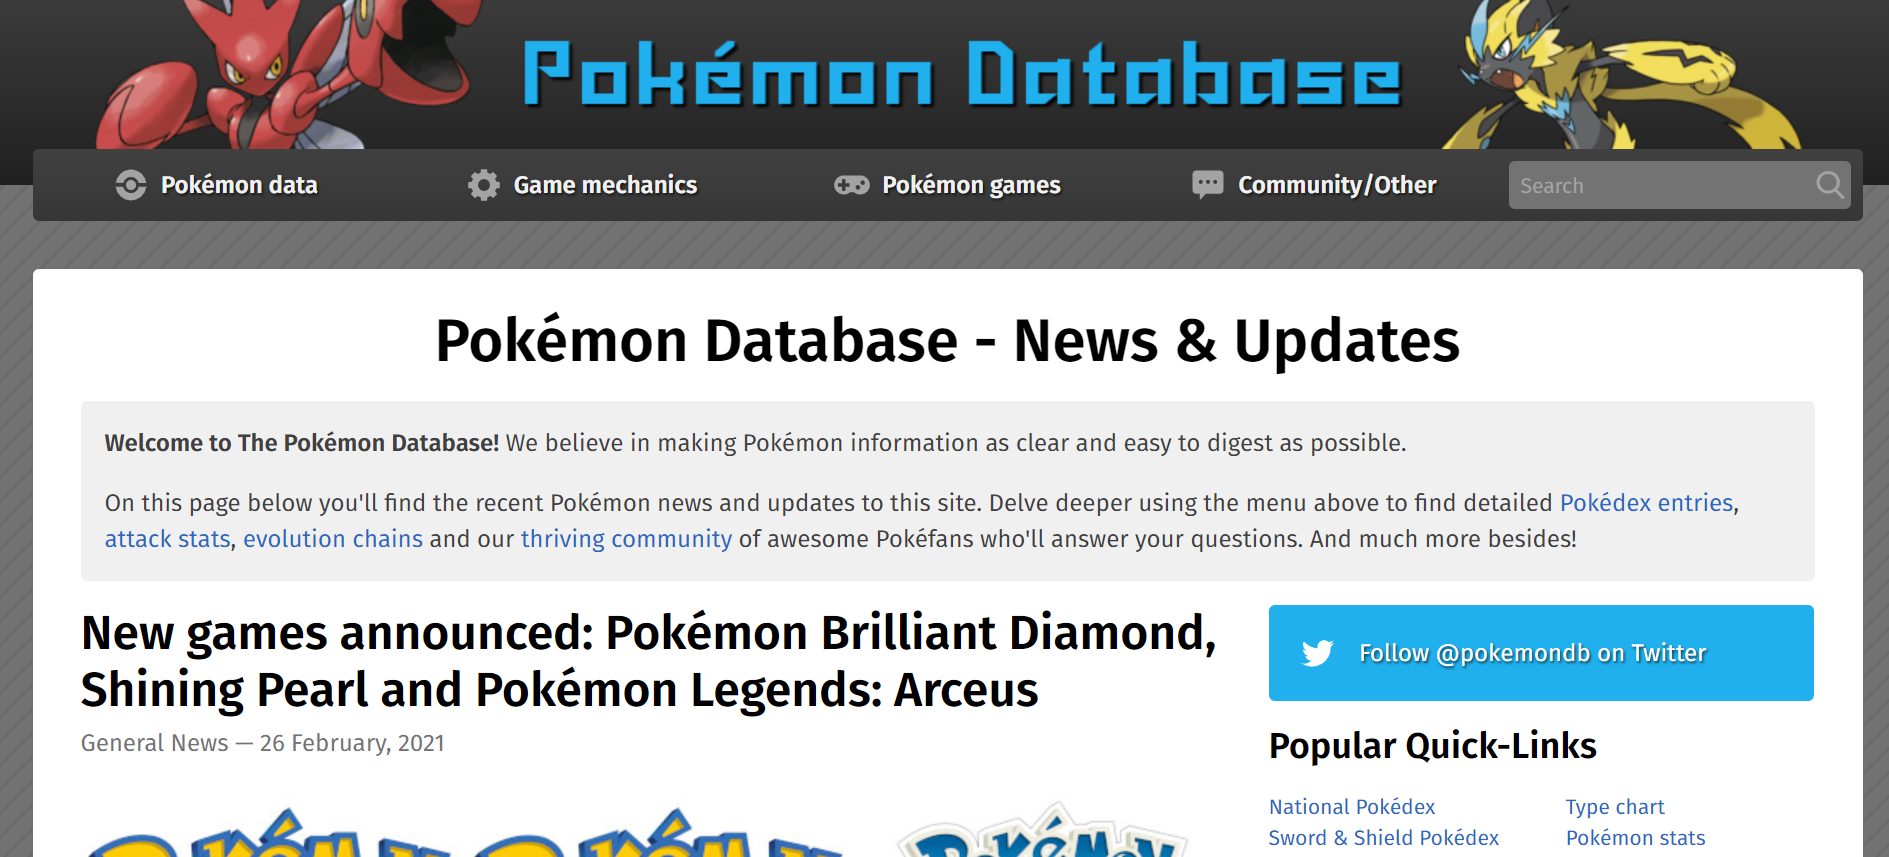 Pokémon Database
Pokémon data
Game mechanics
Pokémon games
Community/Other
Search
Pokémon Database - News & Updates
Welcome to The Pokémon Database! We believe in making Pokémon information as clear and easy to digest as possible.
On this page below you'll find the recent Pokémon news and updates to this site. Delve deeper using the menu above to find detailed Pokédex entries,
attack stats, evolution chains and our thriving community of awesome Pokéfans who'll answer your questions. And much more besides!
New games announced: Pokémon Brilliant Diamond,
Shining Pearl and Pokémon Legends: Arceus
General News — 26 February, 2021
Follow @pokemondb on Twitter
Popular Quick-Links
National Pokédex
Type chart
Sword & Shield Pokédex
Pokémon stats
POKÉMON
POKÉMON
POKÉMON